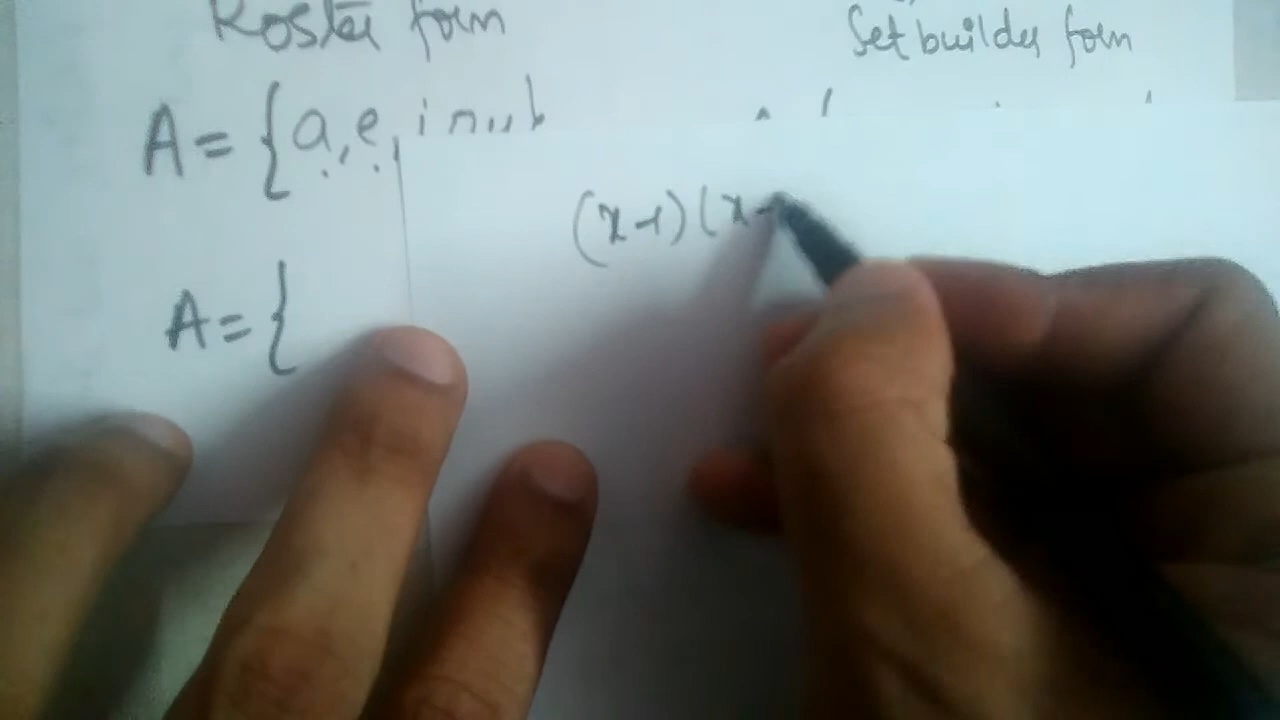 Roster form
Set builder form
A = { a, e, i
(x-1)(x-
A = {